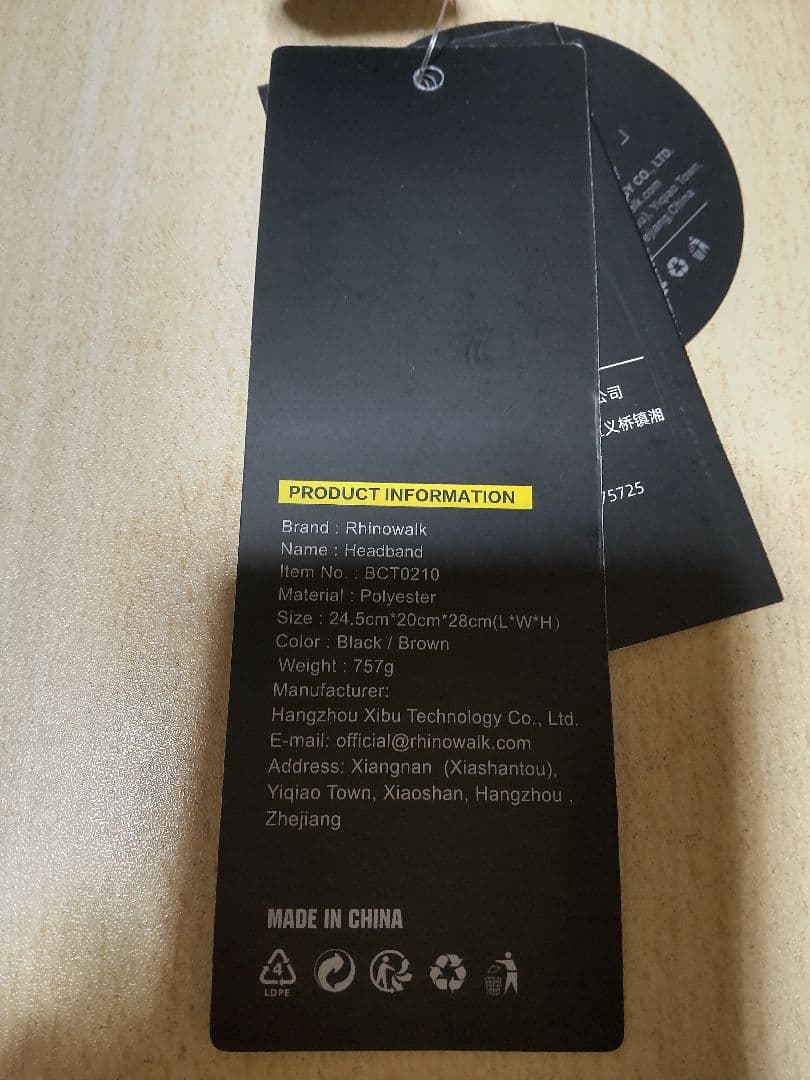 PRODUCT INFORMATION
Brand : Rhinowalk
Name : Headband
Item No. : BCT0210
Material : Polyester
Size : 24.5cm*20cm*28cm(L*W*H)
Color : Black / Brown
Weight : 757g
Manufacturer:
Hangzhou Xibu Technology Co., Ltd.
E-mail: official@rhinowalk.com
Address: Xiangnan (Xiashantou),
Yiqiao Town, Xiaoshan, Hangzhou ,
Zhejiang
MADE IN CHINA
4
LDPE
CO., LTD.
Yiqiao Town,
China
公司
义桥镇湘
75725